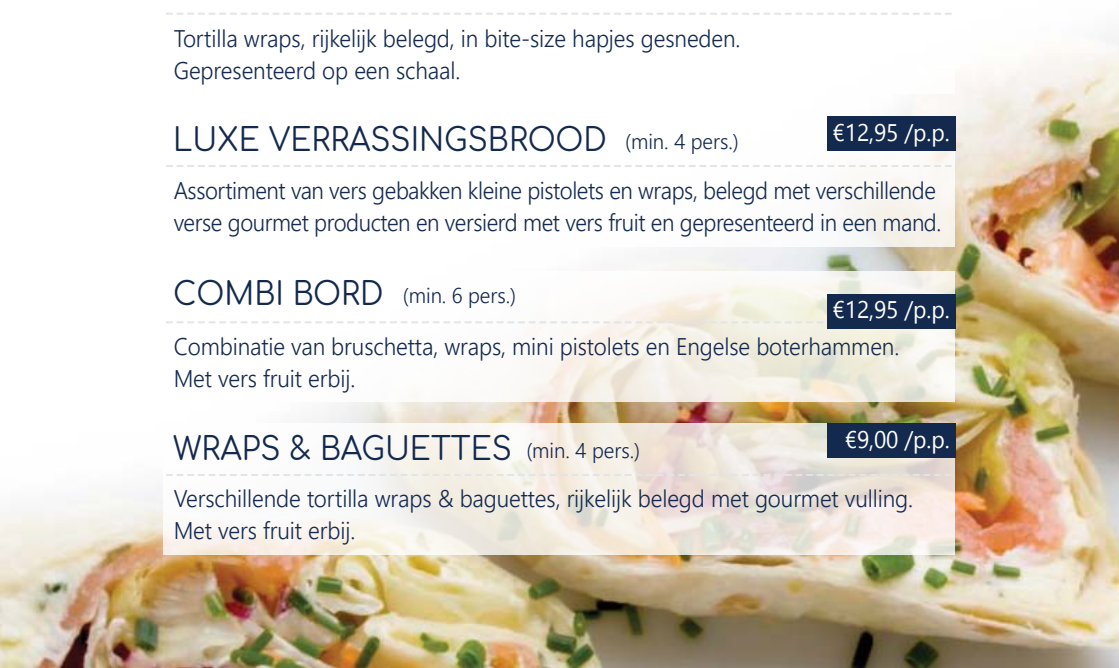 Tortilla wraps, rijkelijk belegd, in bite-size hapjes gesneden.
Gepresenteerd op een schaal.
LUXE VERRASSINGSBROOD (min. 4 pers.) €12,95 /p.p.
Assortiment van vers gebakken kleine pistolets en wraps, belegd met verschillende
verse gourmet producten en versierd met vers fruit en gepresenteerd in een mand.
COMBI BORD (min. 6 pers.) €12,95 /p.p.
Combinatie van bruschetta, wraps, mini pistolets en Engelse boterhammen.
Met vers fruit erbij.
WRAPS & BAGUETTES (min. 4 pers.) €9,00 /p.p.
Verschillende tortilla wraps & baguettes, rijkelijk belegd met gourmet vulling.
Met vers fruit erbij.